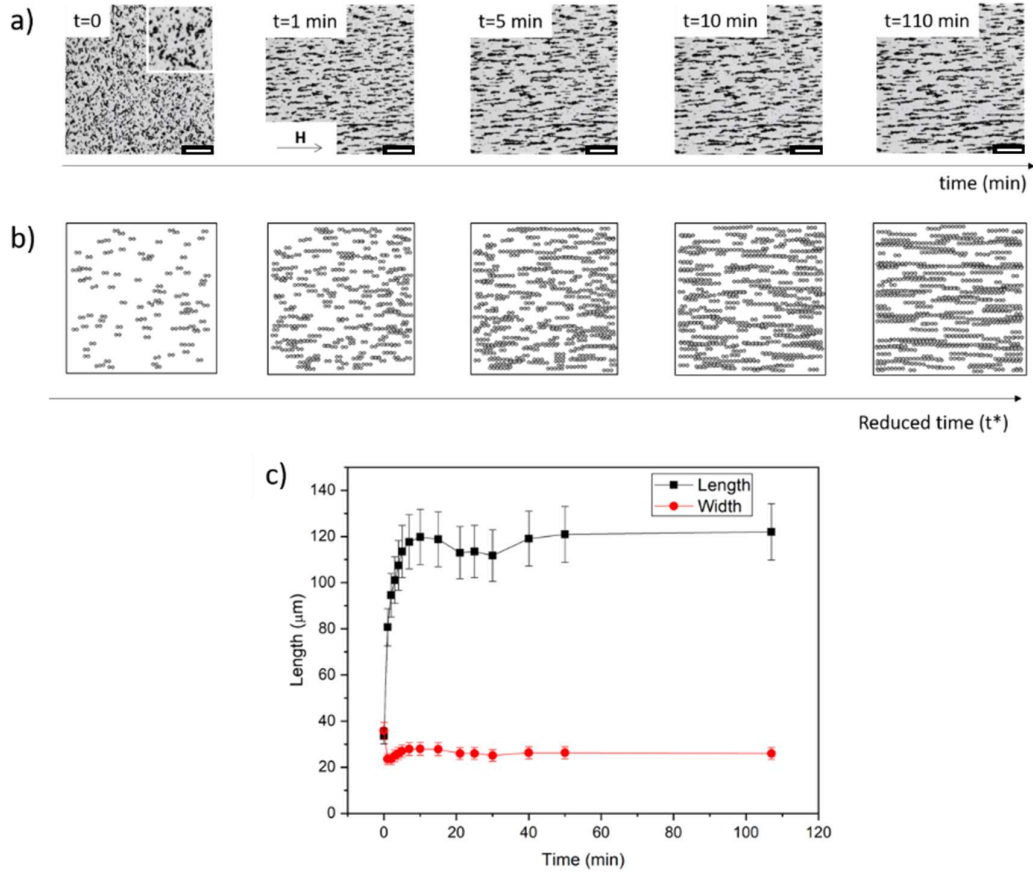 a)
t=0
t=1 min
t=5 min
t=10 min
t=110 min
H
time (min)
b)
Reduced time (t*)
c)
Length
Width
Length (μm)
140
120
100
80
60
40
20
0
0 20 40 60 80 100 120
Time (min)